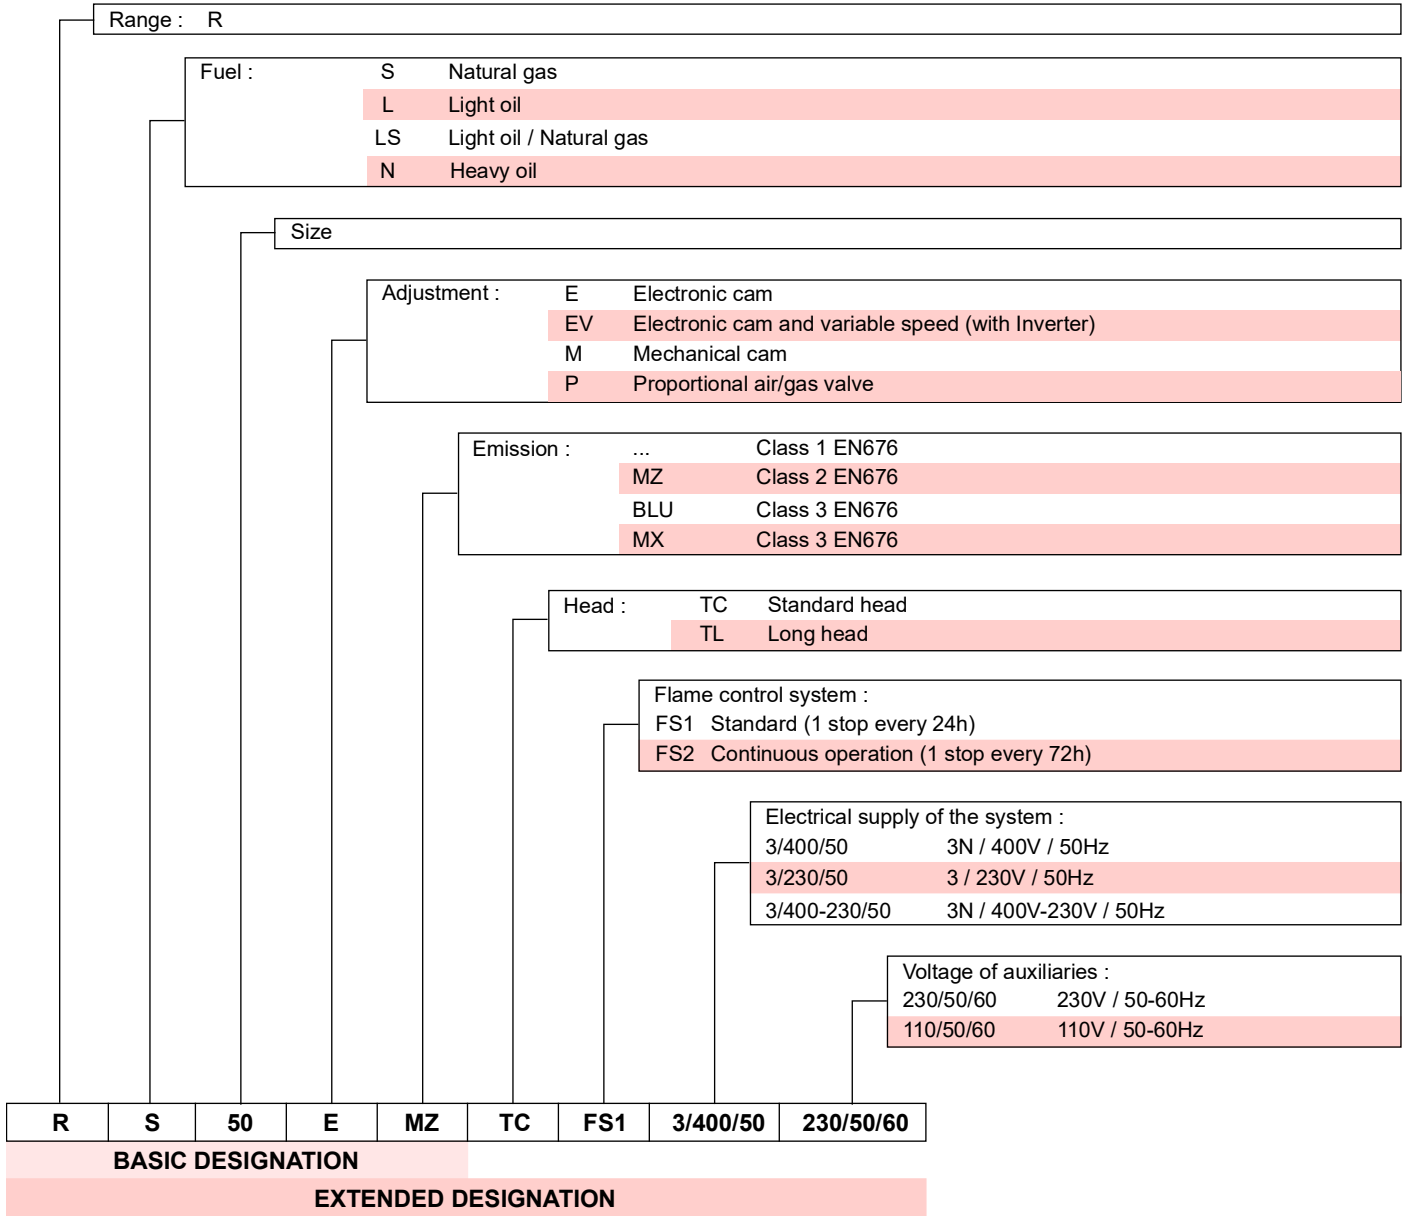 Range : R
Fuel : S Natural gas
L Light oil
LS Light oil / Natural gas
N Heavy oil
Size
Adjustment : E Electronic cam
EV Electronic cam and variable speed (with Inverter)
M Mechanical cam
P Proportional air/gas valve
Emission : ... Class 1 EN676
MZ Class 2 EN676
BLU Class 3 EN676
MX Class 3 EN676
Head : TC Standard head
TL Long head
Flame control system :
FS1 Standard (1 stop every 24h)
FS2 Continuous operation (1 stop every 72h)
Electrical supply of the system :
3/400/50 3N / 400V / 50Hz
3/230/50 3 / 230V / 50Hz
3/400-230/50 3N / 400V-230V / 50Hz
Voltage of auxiliaries :
230/50/60 230V / 50-60Hz
110/50/60 110V / 50-60Hz
R S 50 E MZ TC FS1 3/400/50 230/50/60
BASIC DESIGNATION
EXTENDED DESIGNATION